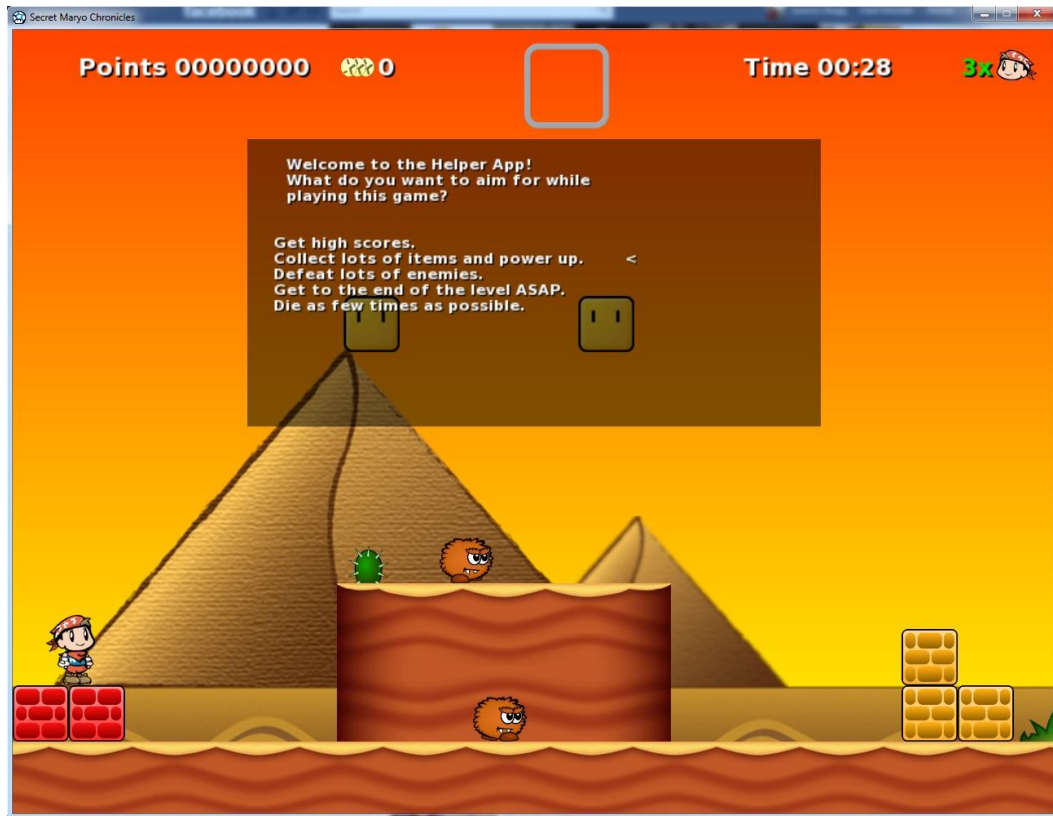 Secret Maryo Chronicles
facebook
Points 00000000 0 Time 00:28 3x
Welcome to the Helper App!
What do you want to aim for while
playing this game?
Get high scores.
Collect lots of items and power up. <
Defeat lots of enemies.
Get to the end of the level ASAP.
Die as few times as possible.